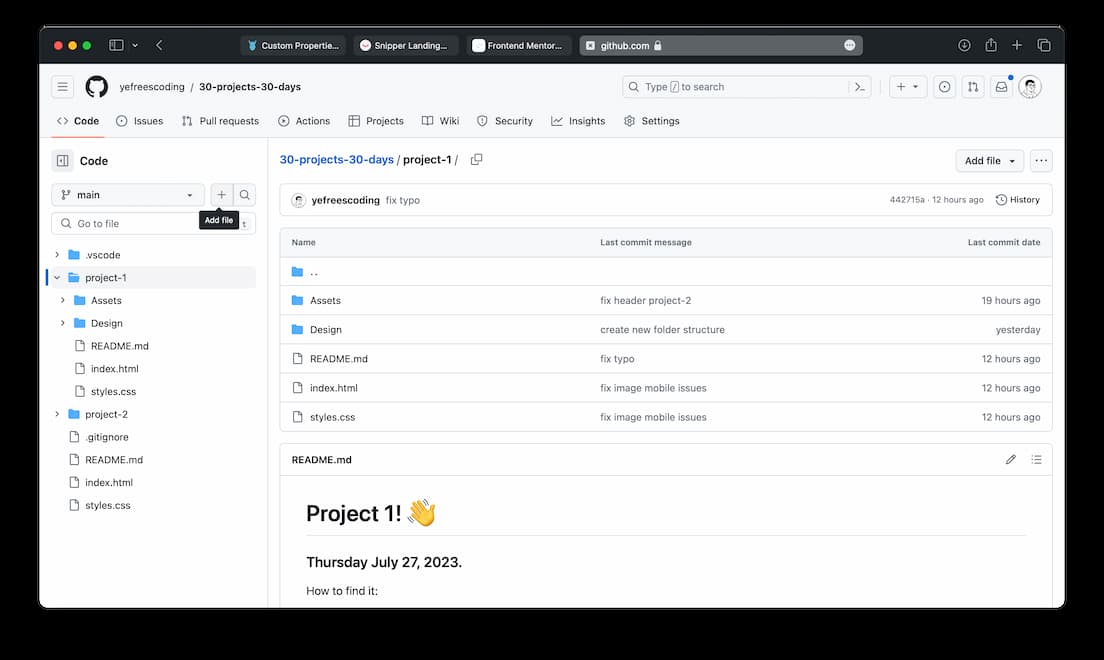 Custom Propertie...
Snipper Landing...
Frontend Mentor...
github.com
yefreescoding / 30-projects-30-days
Type / to search
Code
Issues
Pull requests
Actions
Projects
Wiki
Security
Insights
Settings
Code
30-projects-30-days / project-1 /
Add file
main
Add file
Go to file
t
yefreescoding fix typo
442715a · 12 hours ago
History
.vscode
project-1
Assets
Design
README.md
index.html
styles.css
project-2
.gitignore
README.md
index.html
styles.css
Name Last commit message Last commit date
..
Assets fix header project-2 19 hours ago
Design create new folder structure yesterday
README.md fix typo 12 hours ago
index.html fix image mobile issues 12 hours ago
styles.css fix image mobile issues 12 hours ago
README.md
Project 1! 👋
Thursday July 27, 2023.
How to find it: